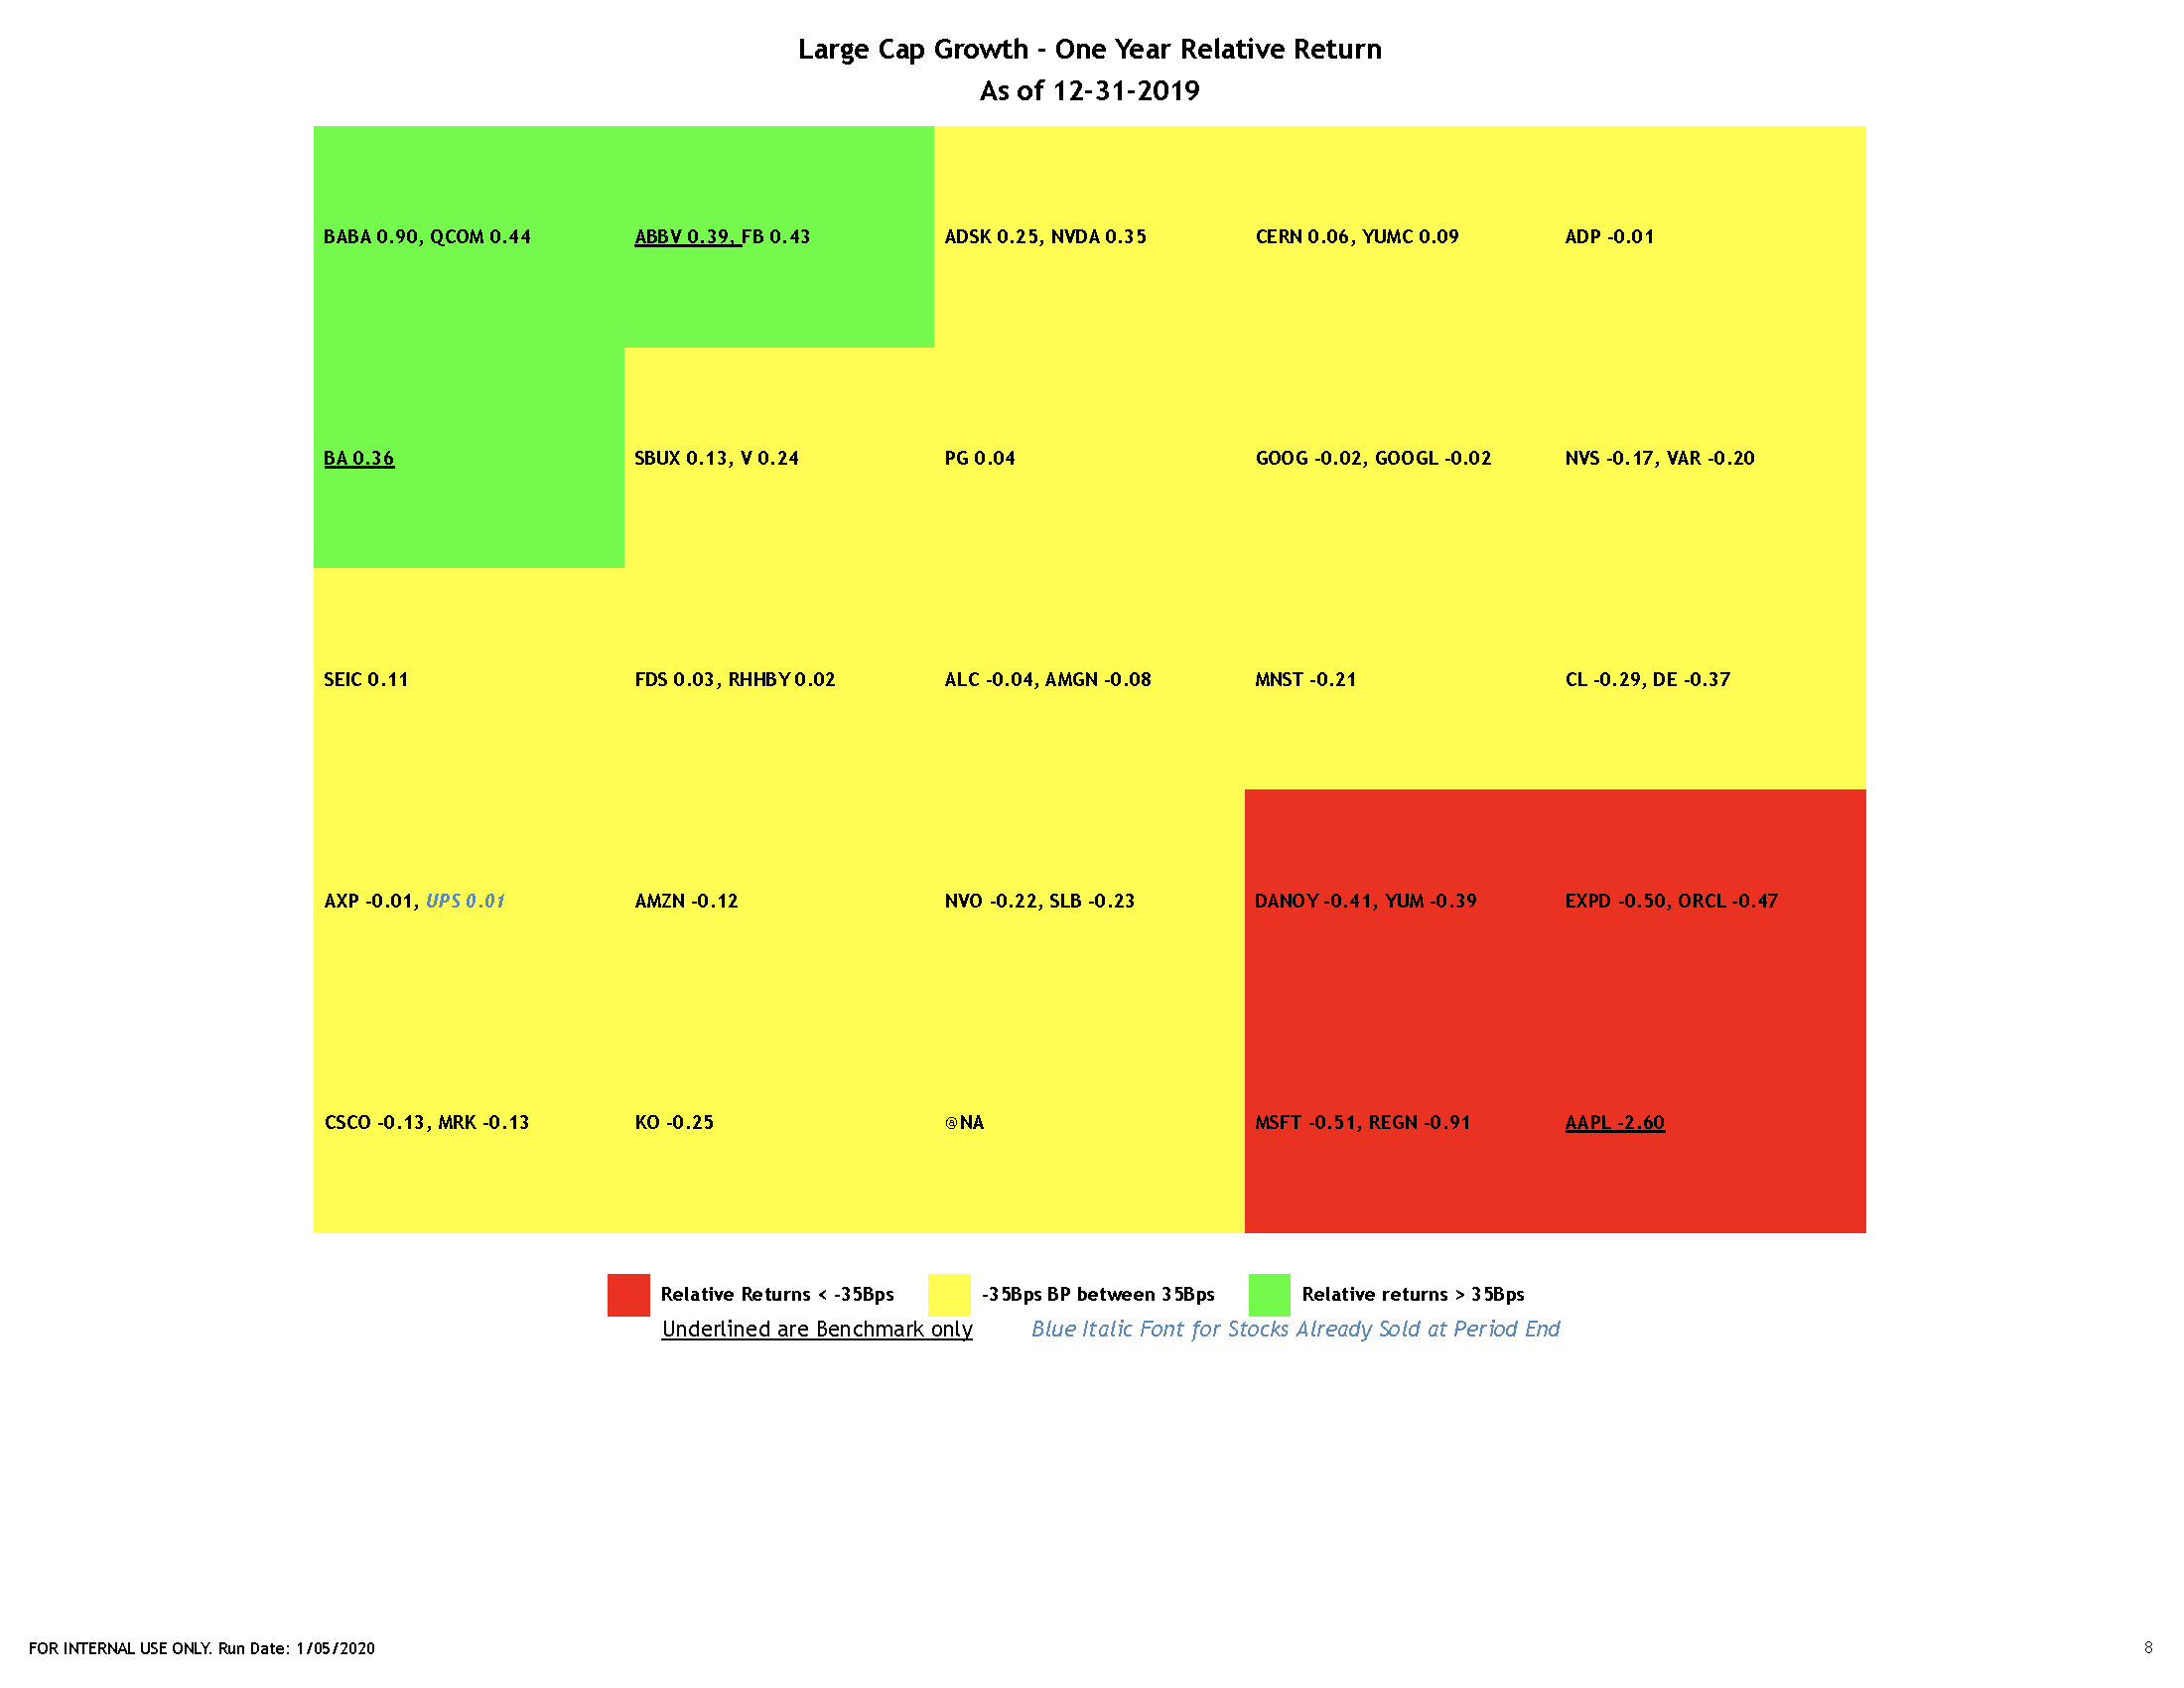 Large Cap Growth - One Year Relative Return
As of 12-31-2019
BABA 0.90, QCOM 0.44
ABBV 0.39, FB 0.43
ADSK 0.25, NVDA 0.35
CERN 0.06, YUMC 0.09
ADP -0.01
BA 0.36
SBUX 0.13, V 0.24
PG 0.04
GOOG -0.02, GOOGL -0.02
NVS -0.17, VAR -0.20
SEIC 0.11
FDS 0.03, RHHBY 0.02
ALC -0.04, AMGN -0.08
MNST -0.21
CL -0.29, DE -0.37
AXP -0.01, UPS 0.01
AMZN -0.12
NVO -0.22, SLB -0.23
DANOY -0.41, YUM -0.39
EXPD -0.50, ORCL -0.47
CSCO -0.13, MRK -0.13
KO -0.25
@NA
MSFT -0.51, REGN -0.91
AAPL -2.60
Relative Returns < -35Bps
-35Bps BP between 35Bps
Relative returns > 35Bps
Underlined are Benchmark only
Blue Italic Font for Stocks Already Sold at Period End
FOR INTERNAL USE ONLY. Run Date: 1/05/2020
8